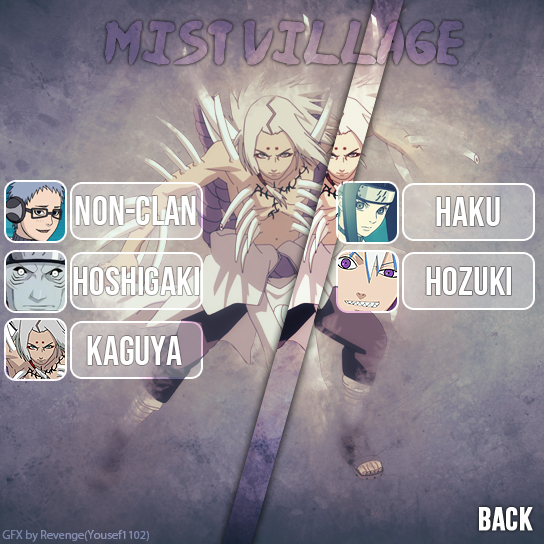 MIST VILLAGE
NON-CLAN
HAKU
HOSHIGAKI
HOZUKI
KAGUYA
BACK
GFX by Revenge(Yousef1102)